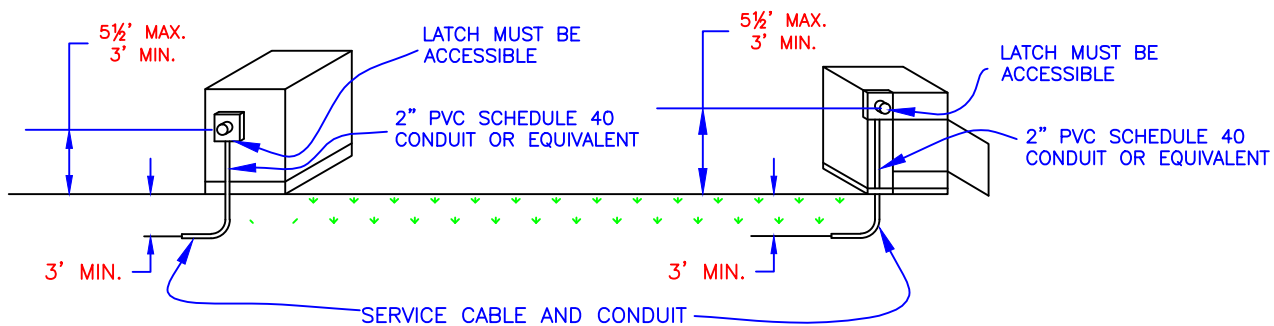 5½' MAX.
3' MIN.
LATCH MUST BE
ACCESSIBLE
2" PVC SCHEDULE 40
CONDUIT OR EQUIVALENT
3' MIN.
5½' MAX.
3' MIN.
LATCH MUST BE
ACCESSIBLE
2" PVC SCHEDULE 40
CONDUIT OR EQUIVALENT
3' MIN.
SERVICE CABLE AND CONDUIT